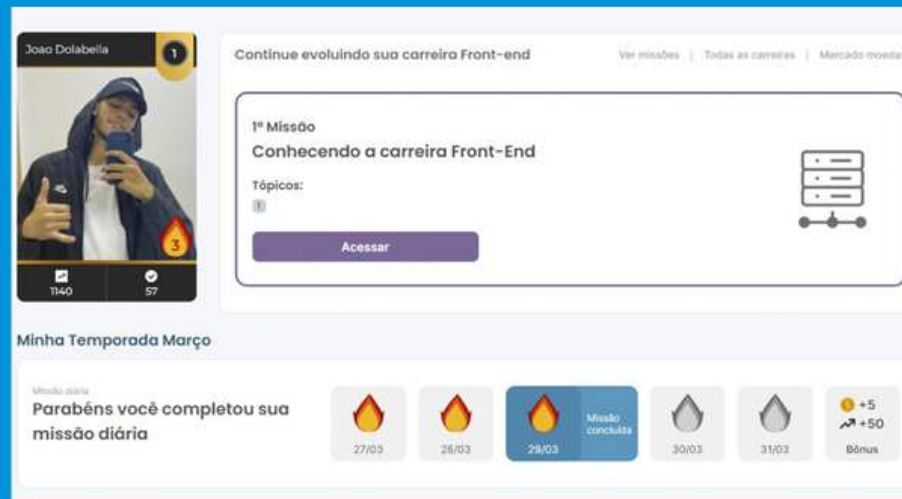 Joao Dolabella
1
3
1140
57
Continue evoluindo sua carreira Front-end
Ver missões | Todas as carreiras | Mercado moedas
1ª Missão
Conhecendo a carreira Front-End
Tópicos:
1
Acessar
Minha Temporada Março
Missão diária
Parabéns você completou sua
missão diária
27/03
28/03
29/03
Missão
concluída
30/03
31/03
+5
+50
Bônus